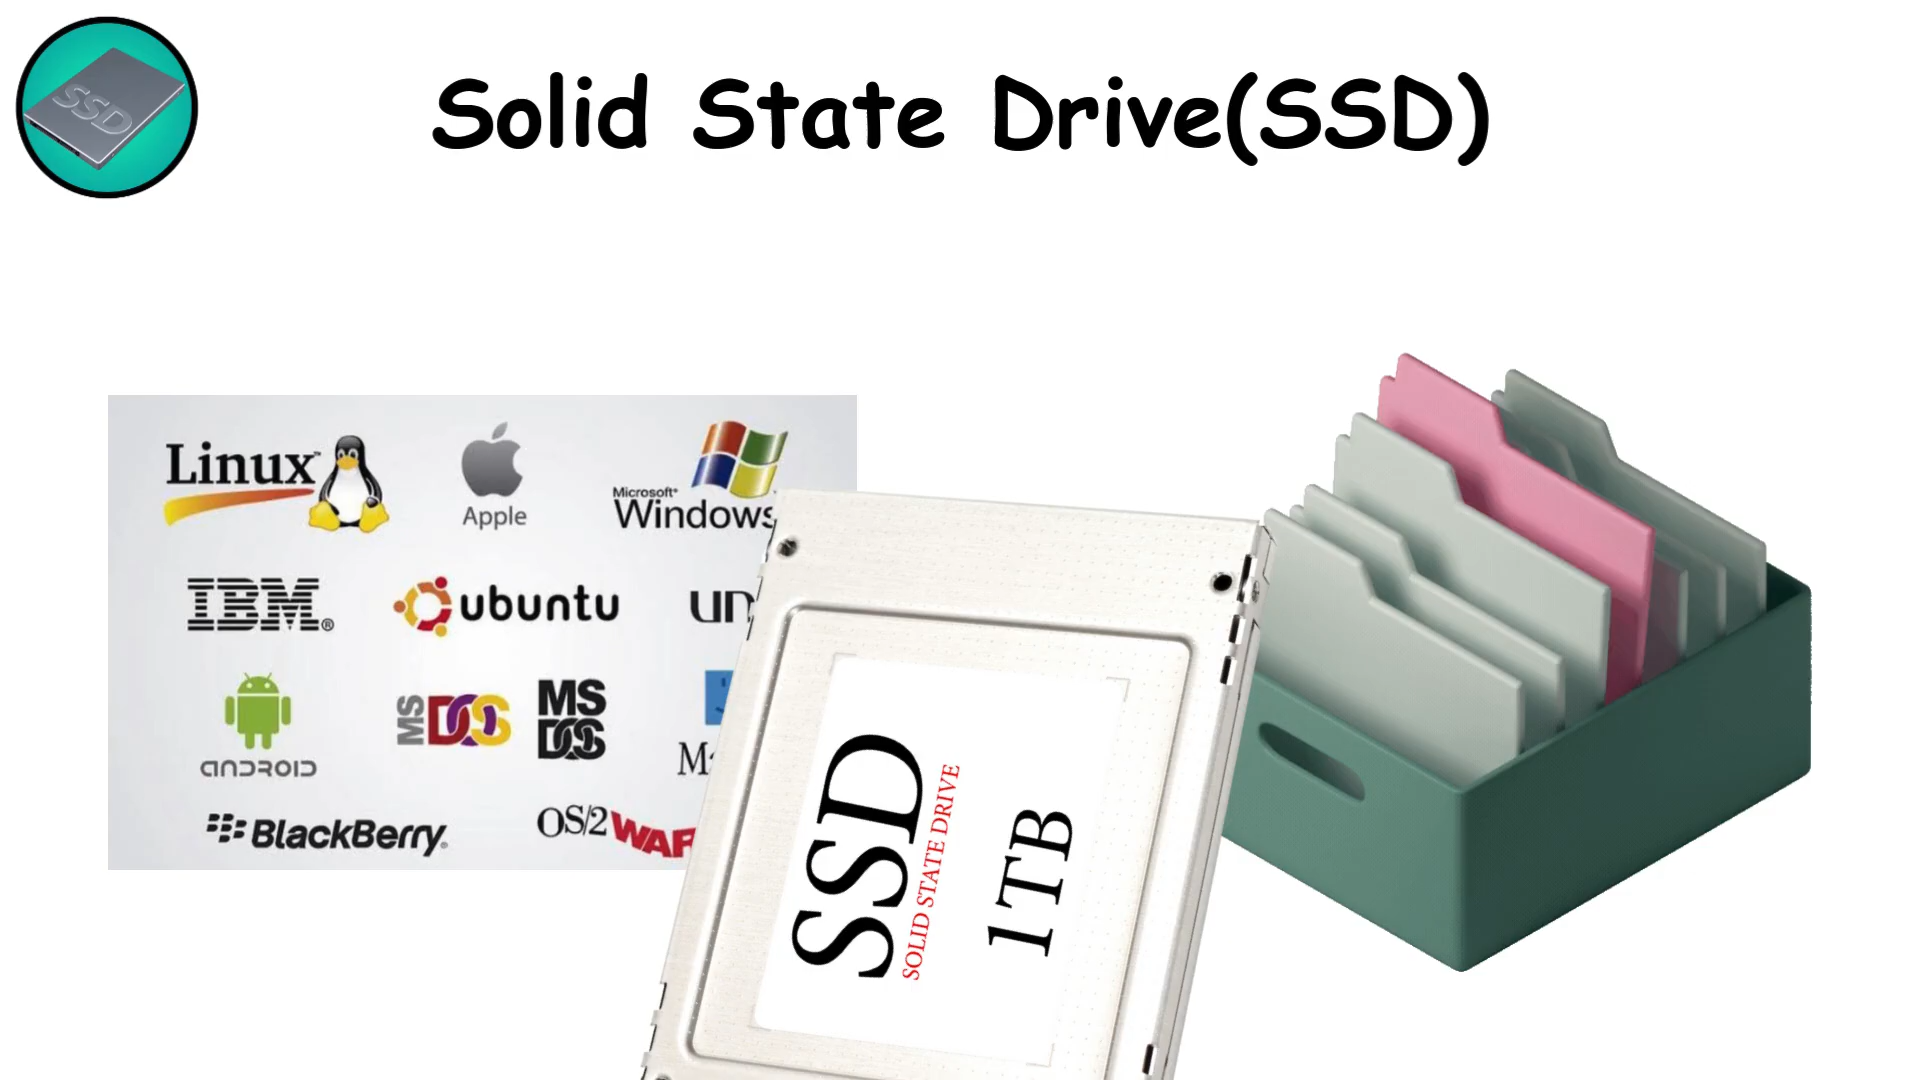 SSD
Solid State Drive(SSD)
Linux™
Apple
Microsoft®
Windows
IBM®
ubuntu
ANDROID
MS DOS
MS
DOS
BlackBerry®
OS/2
SSD
SOLID STATE DRIVE
1TB